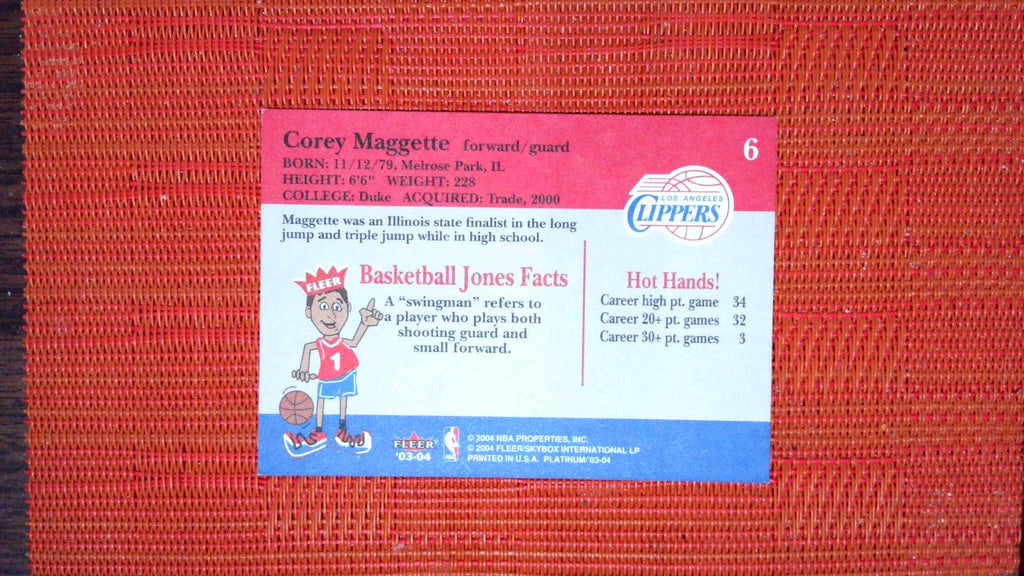 Corey Maggette forward/guard
6
BORN: 11/12/79, Melrose Park, IL
HEIGHT: 6'6" WEIGHT: 228
COLLEGE: Duke ACQUIRED: Trade, 2000
LOS ANGELES
CLIPPERS
Maggette was an Illinois state finalist in the long
jump and triple jump while in high school.
FLEER
1
Basketball Jones Facts
A "swingman" refers to
a player who plays both
shooting guard and
small forward.
Hot Hands!
Career high pt. game 34
Career 20+ pt. games 32
Career 30+ pt. games 3
FLEER
'03-04
© 2004 NBA PROPERTIES, INC.
© 2004 FLEER/SKYBOX INTERNATIONAL LP
PRINTED IN U.S.A. PLATINUM/'03-04